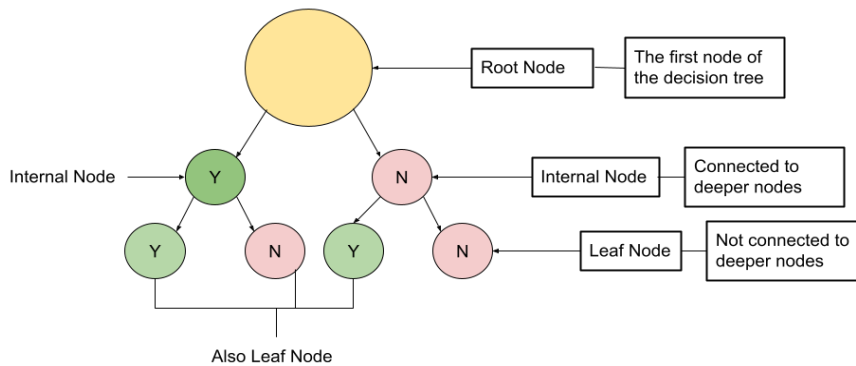 Root Node
The first node of
the decision tree
Internal Node
Y
N
Internal Node
Connected to
deeper nodes
Y
N
Y
N
Leaf Node
Not connected to
deeper nodes
Also Leaf Node